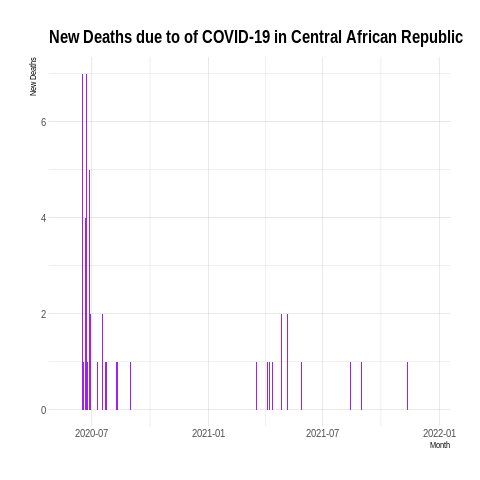 New Deaths due to of COVID-19 in Central African Republic
New Deaths
6
4
2
0
2020-07
2021-01
2021-07
2022-01
Month